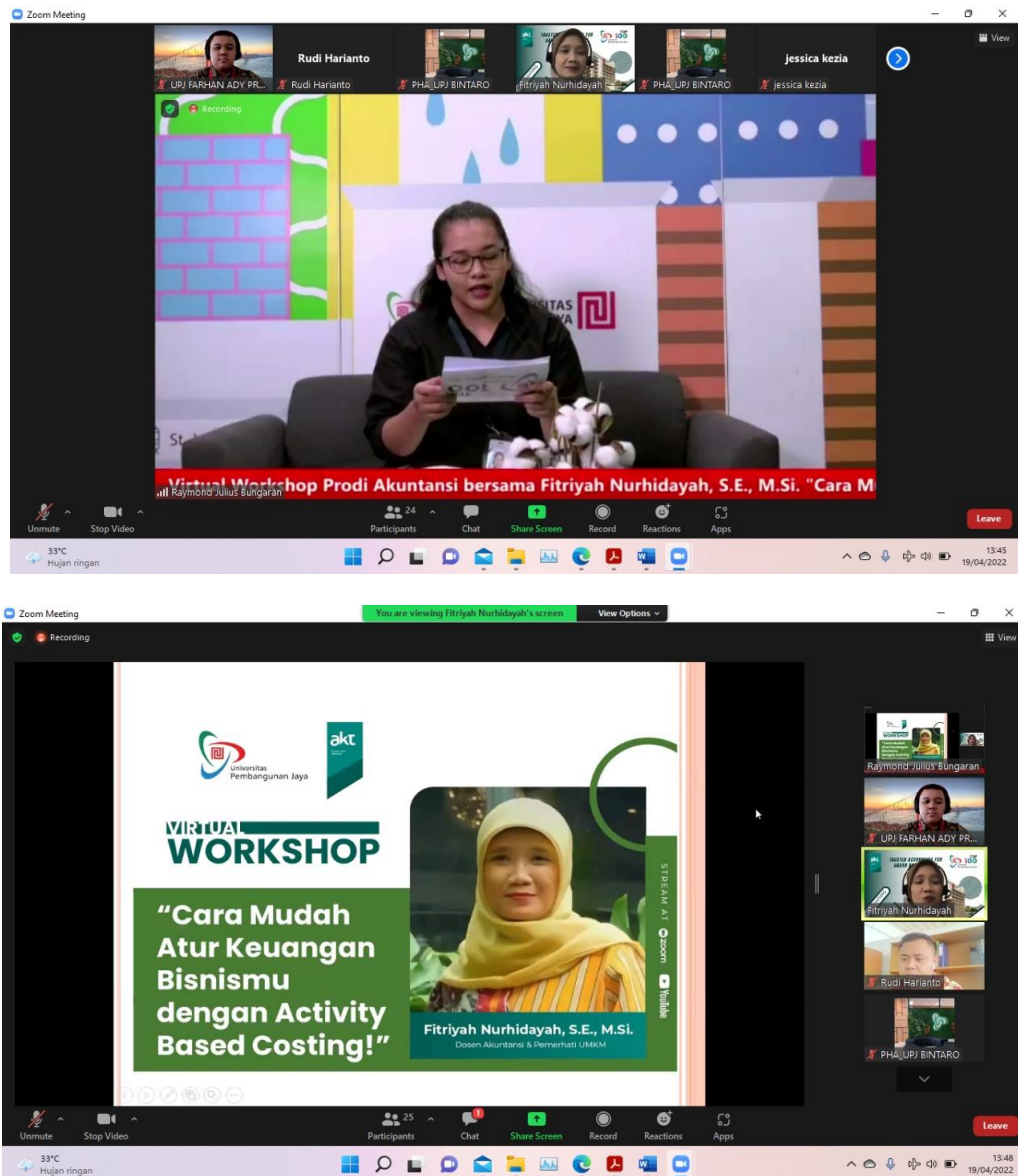 Zoom Meeting
View
Rudi Harianto
jessica kezia
UPJ FARHAN ADY PR...
Rudi Harianto
PHA_UPJ BINTARO
Fitriyah Nurhidayah
PHA_UPJ BINTARO
jessica kezia
Recording
Virtual Workshop Prodi Akuntansi bersama Fitriyah Nurhidayah, S.E., M.Si. "Cara M
Raymond Julius Bungaran
Unmute
Stop Video
24
Participants
Chat
Share Screen
Record
Reactions
Apps
Leave
33°C
Hujan ringan
13:45
19/04/2022
Zoom Meeting
You are viewing Fitriyah Nurhidayah's screen
View Options
Recording
View
Universitas
Pembangunan Jaya
akt
VIRTUAL
WORKSHOP
"Cara Mudah
Atur Keuangan
Bisnismu
dengan Activity
Based Costing!"
STREAM AT zoom YouTube
Fitriyah Nurhidayah, S.E., M.Si.
Dosen Akuntansi & Pemerhati UMKM
Raymond Julius Bungaran
UPJ FARHAN ADY PR...
Fitriyah Nurhidayah
Rudi Harianto
PHA_UPJ BINTARO
Unmute
Stop Video
25
Participants
1
Chat
Share Screen
Record
Reactions
Apps
Leave
33°C
Hujan ringan
13:48
19/04/2022